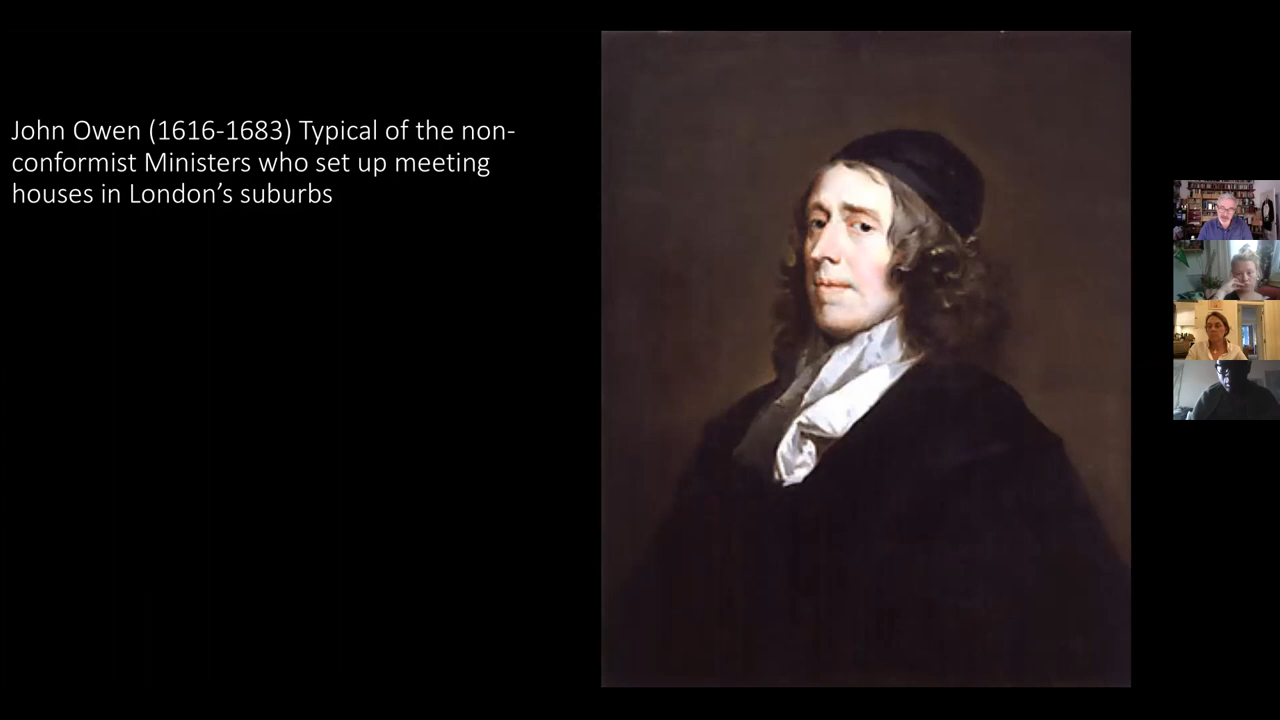 John Owen (1616-1683) Typical of the non-
conformist Ministers who set up meeting
houses in London’s suburbs